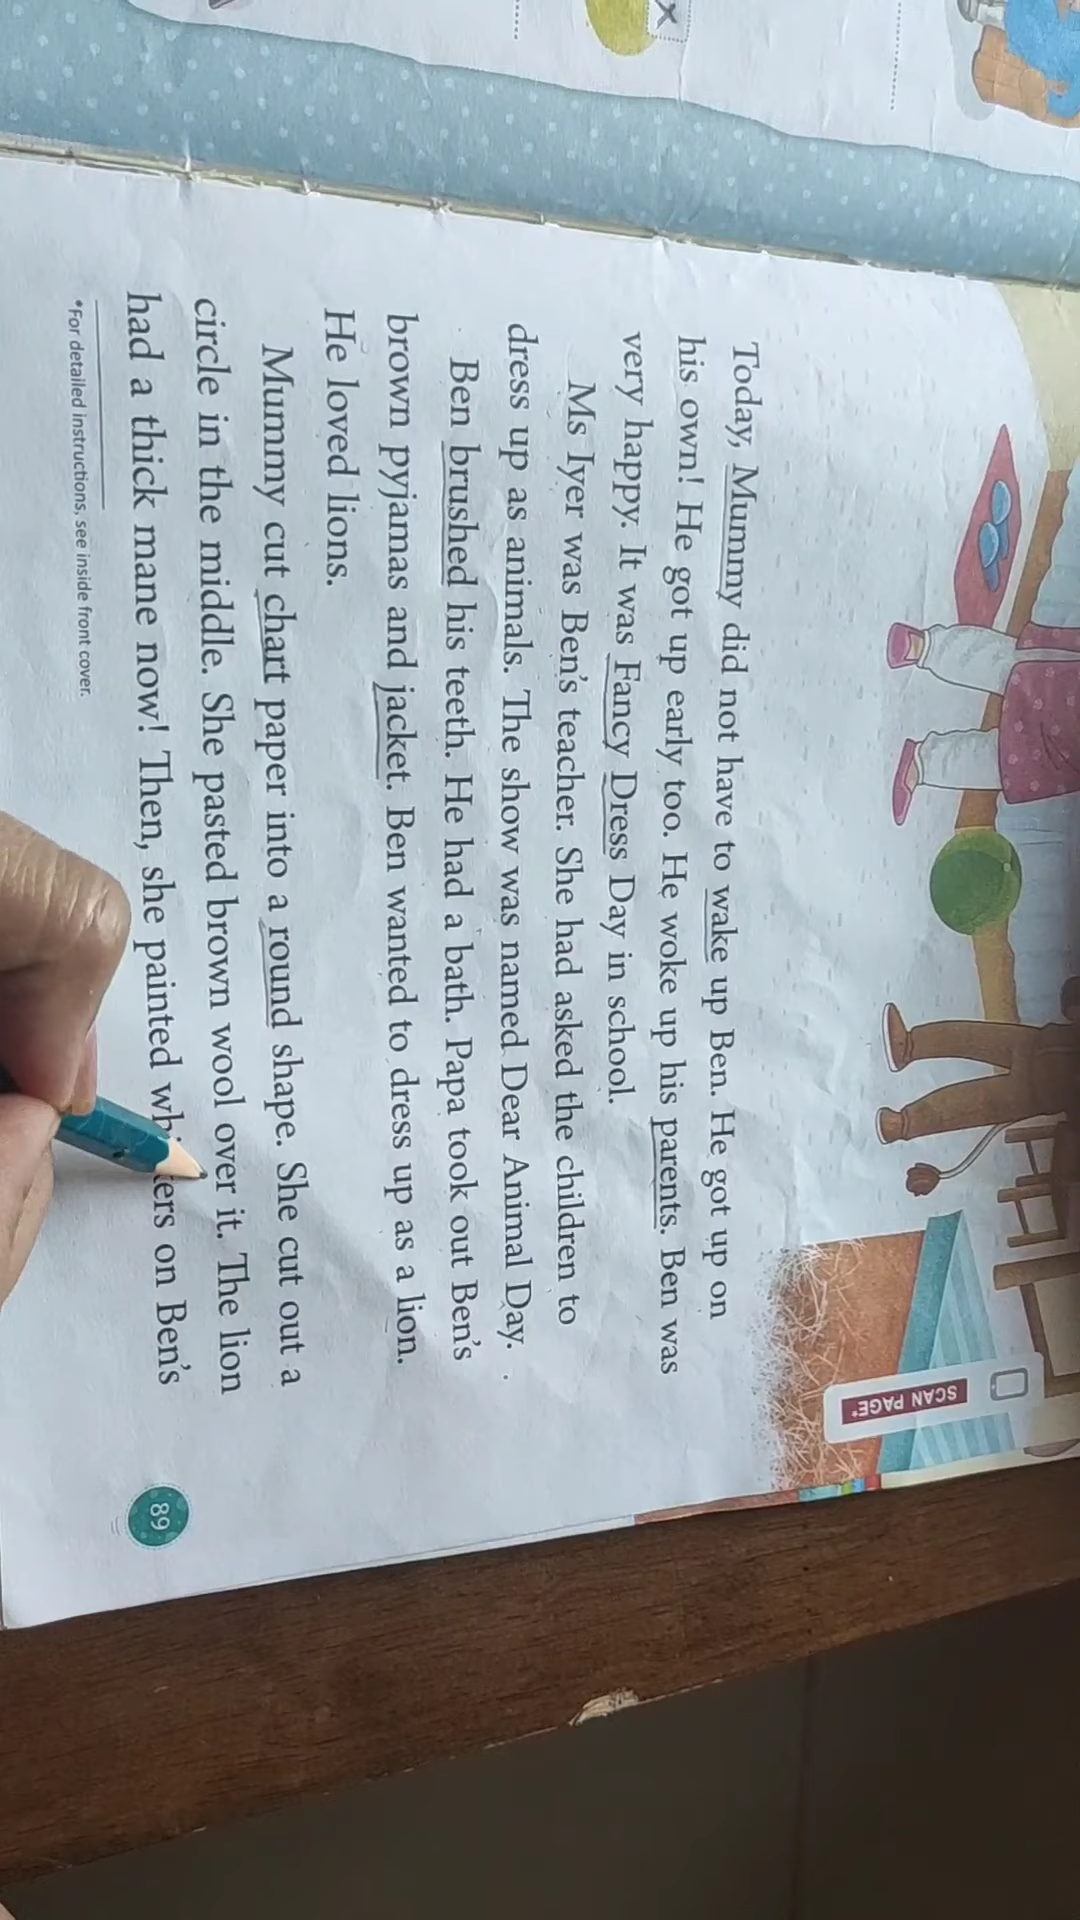 SCAN PAGE*
Today, Mummy did not have to wake up Ben. He got up on
his own! He got up early too. He woke up his parents. Ben was
very happy. It was Fancy Dress Day in school.
Ms Iyer was Ben's teacher. She had asked the children to
dress up as animals. The show was named Dear Animal Day.
Ben brushed his teeth. He had a bath. Papa took out Ben's
brown pyjamas and jacket. Ben wanted to dress up as a lion.
He loved lions.
Mummy cut chart paper into a round shape. She cut out a
circle in the middle. She pasted brown wool over it. The lion
had a thick mane now! Then, she painted on Ben's
*For detailed instructions, see inside front cover.
89
x